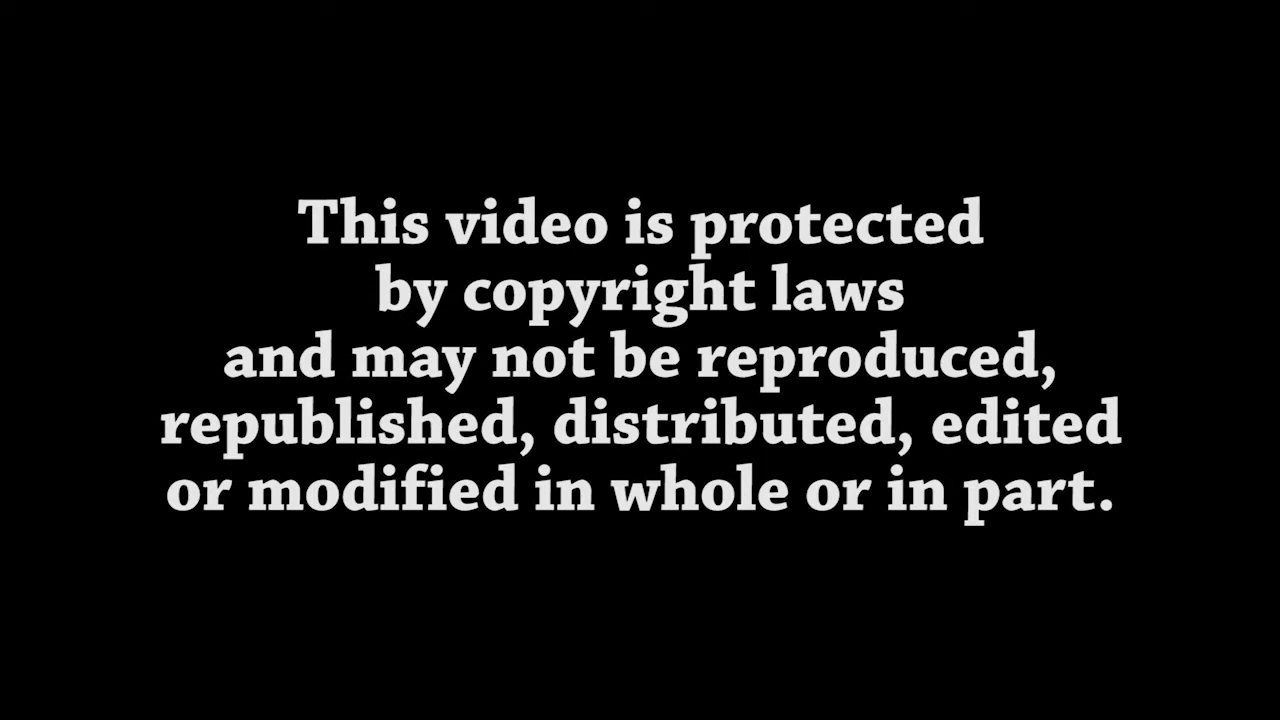 This video is protected
by copyright laws
and may not be reproduced,
republished, distributed, edited
or modified in whole or in part.